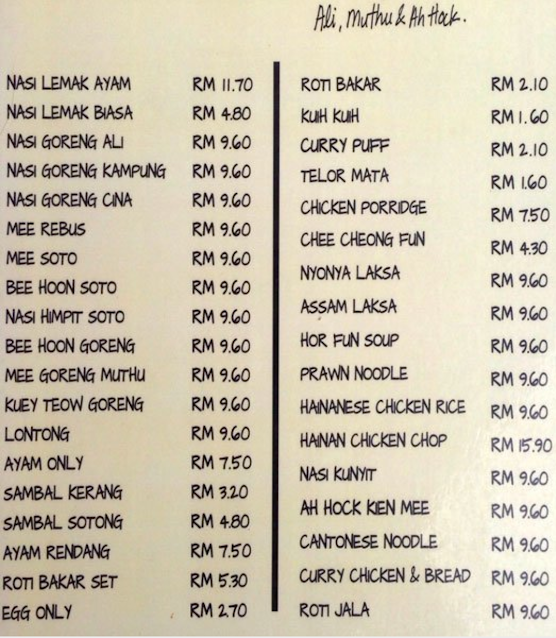 Ali, Muthu & Ah Hock.
NASI LEMAK AYAM RM 11.70
NASI LEMAK BIASA RM 4.80
NASI GORENG ALI RM 9.60
NASI GORENG KAMPUNG RM 9.60
NASI GORENG CINA RM 9.60
MEE REBUS RM 9.60
MEE SOTO RM 9.60
BEE HOON SOTO RM 9.60
NASI HIMPIT SOTO RM 9.60
BEE HOON GORENG RM 9.60
MEE GORENG MUTHU RM 9.60
KUEY TEOW GORENG RM 9.60
LONTONG RM 9.60
AYAM ONLY RM 7.50
SAMBAL KERANG RM 3.20
SAMBAL SOTONG RM 4.80
AYAM RENDANG RM 7.50
ROTI BAKAR SET RM 5.30
EGG ONLY RM 2.70
ROTI BAKAR RM 2.10
KUIH KUIH RM 1.60
CURRY PUFF RM 2.10
TELOR MATA RM 1.60
CHICKEN PORRIDGE RM 7.50
CHEE CHEONG FUN RM 4.30
NYONYA LAKSA RM 9.60
ASSAM LAKSA RM 9.60
HOR FUN SOUP RM 9.60
PRAWN NOODLE RM 9.60
HAINANESE CHICKEN RICE RM 9.60
HAINAN CHICKEN CHOP RM 15.90
NASI KUNYIT RM 9.60
AH HOCK KIEN MEE RM 9.60
CANTONESE NOODLE RM 9.60
CURRY CHICKEN & BREAD RM 9.60
ROTI JALA RM 9.60